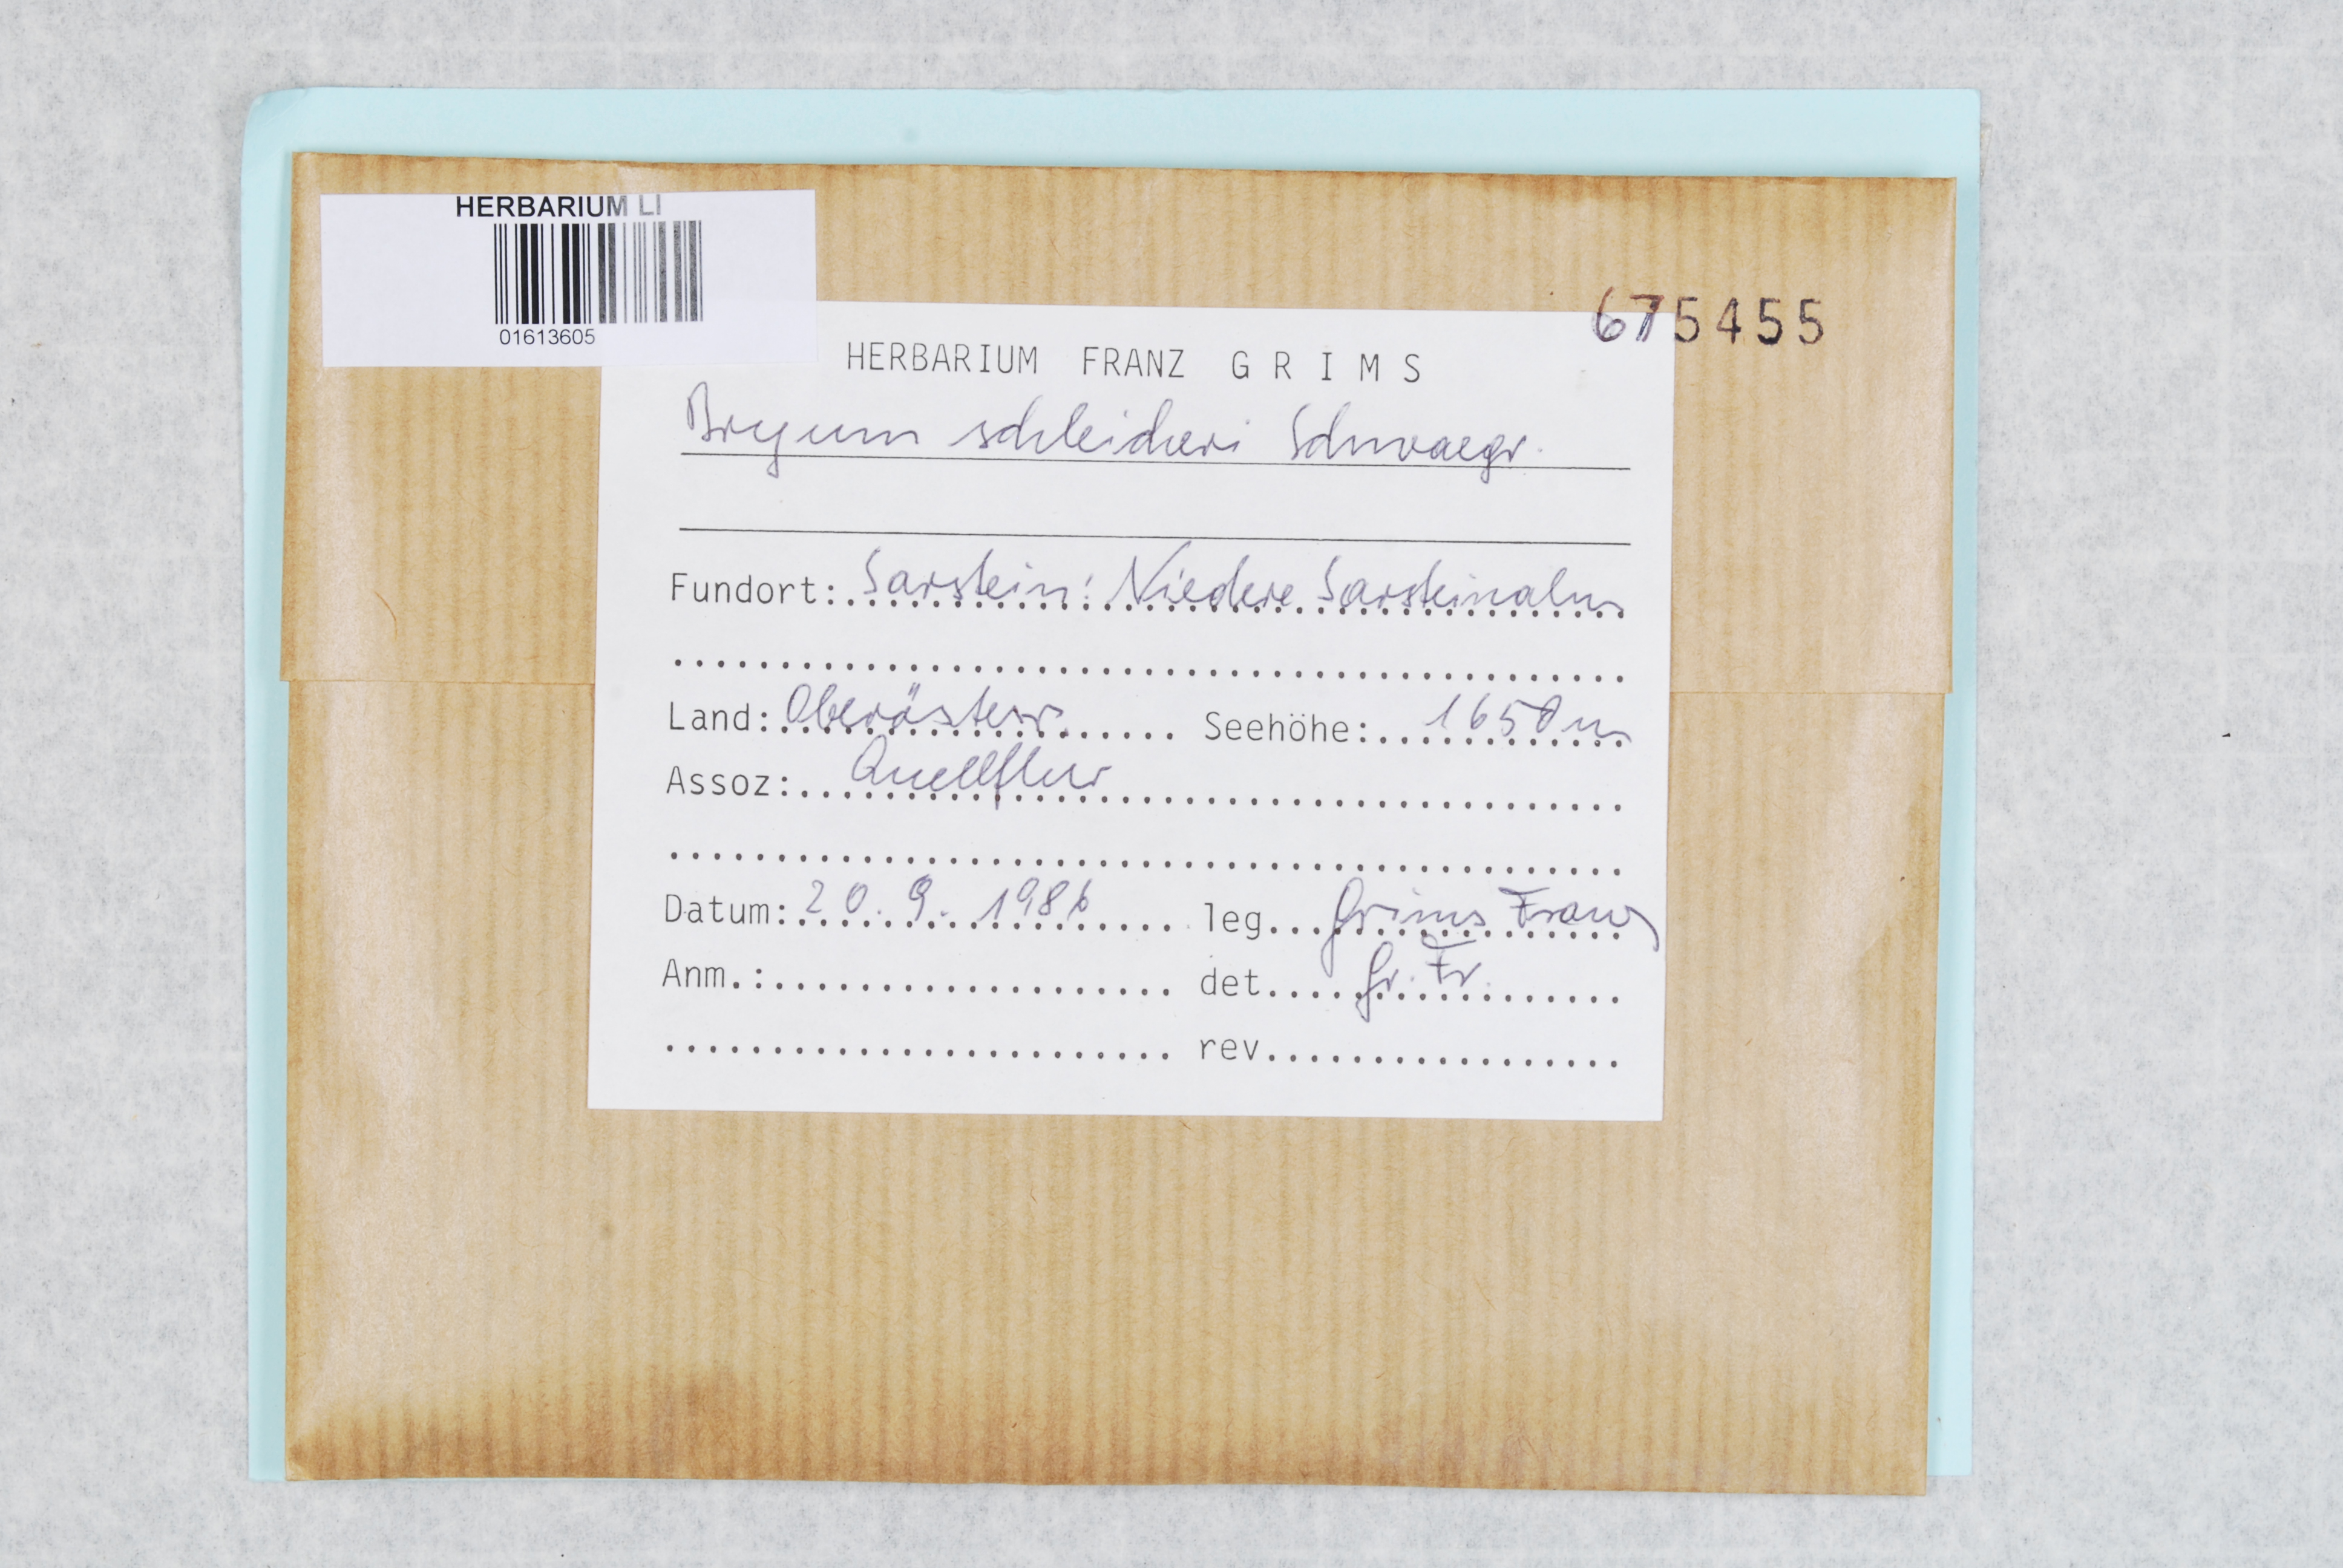 HERBARIUM LI
01613605
675455
HERBARIUM FRANZ G R I M S
Bryum schleicheri Schwaegr.
Fundort: Sarstein: Niedere Sarsteinalm
Land: Oberösterr. Seehöhe: 1650 m
Assoz: Quellflur
Datum: 20. 9. 1986 leg. Grims Franz
Anm.: det. Gr. Fr.
rev.